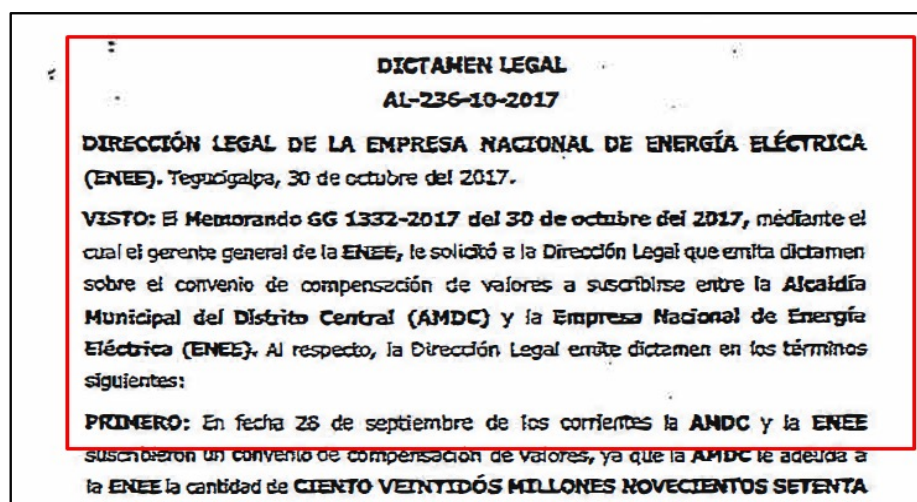 DICTAMEN LEGAL
AL-236-10-2017
DIRECCIÓN LEGAL DE LA EMPRESA NACIONAL DE ENERGÍA ELÉCTRICA
(ENEE). Tegucigalpa, 30 de octubre del 2017.
VISTO: El Memorando GG 1332-2017 del 30 de octubre del 2017, mediante el
cual el gerente general de la ENEE, le solicitó a la Dirección Legal que emita dictamen
sobre el convenio de compensación de valores a suscribirse entre la Alcaldía
Municipal del Distrito Central (AMDC) y la Empresa Nacional de Energía
Eléctrica (ENEE). Al respecto, la Dirección Legal emite dictamen en los términos
siguientes:
PRIMERO: En fecha 28 de septiembre de los corrientes la AMDC y la ENEE
suscribieron un convenio de compensación de valores, ya que la AMDC le adeuda a
la ENEE la cantidad de CIENTO VEINTIDÓS MILLONES NOVECIENTOS SETENTA